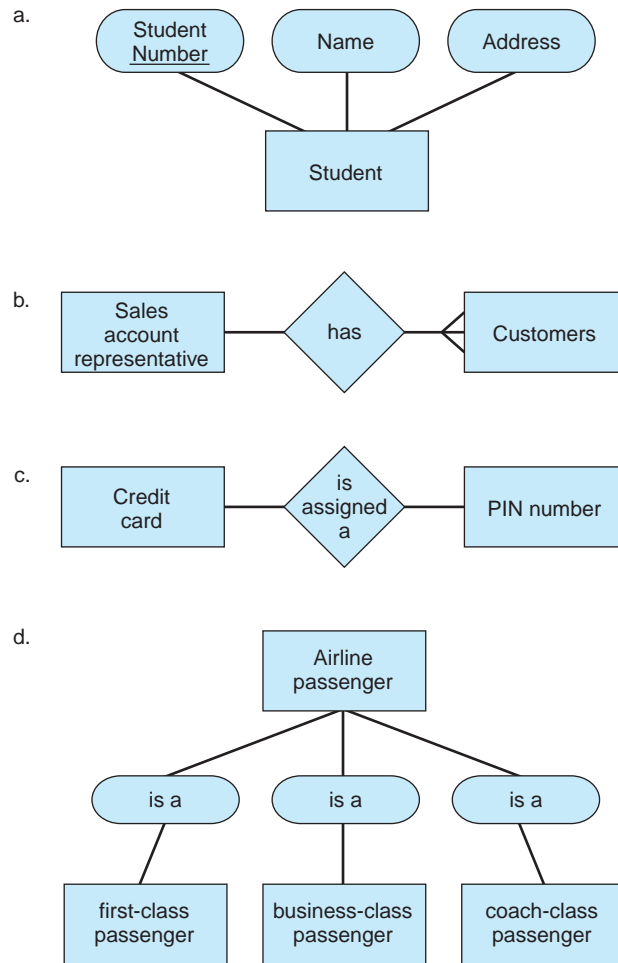 a.
Student
Number
Name
Address
Student
b.
Sales
account
representative
has
Customers
c.
Credit
card
is
assigned
a
PIN number
d.
Airline
passenger
is a
is a
is a
first-class
passenger
business-class
passenger
coach-class
passenger